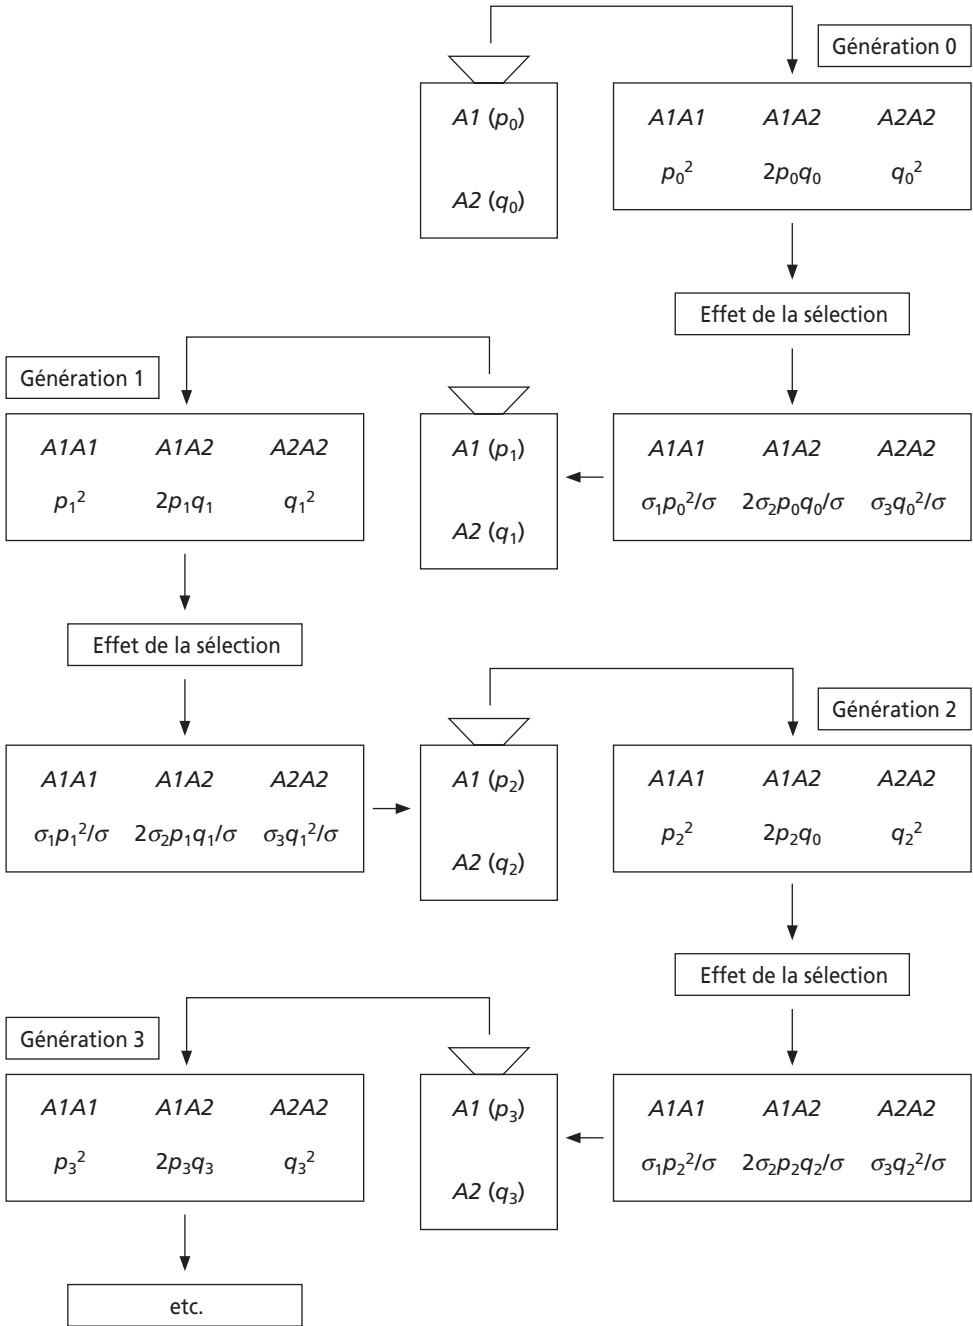 Génération 0
A1 (p₀)
A2 (q₀)
A1A1 A1A2 A2A2
p₀² 2p₀q₀ q₀²
Effet de la sélection
A1A1 A1A2 A2A2
σ₁p₀²/σ 2σ₂p₀q₀/σ σ₃q₀²/σ
A1 (p₁)
A2 (q₁)
Génération 1
A1A1 A1A2 A2A2
p₁² 2p₁q₁ q₁²
Effet de la sélection
A1A1 A1A2 A2A2
σ₁p₁²/σ 2σ₂p₁q₁/σ σ₃q₁²/σ
A1 (p₂)
A2 (q₂)
Génération 2
A1A1 A1A2 A2A2
p₂² 2p₂q₀ q₂²
Effet de la sélection
A1A1 A1A2 A2A2
σ₁p₂²/σ 2σ₂p₂q₂/σ σ₃q₂²/σ
A1 (p₃)
A2 (q₃)
Génération 3
A1A1 A1A2 A2A2
p₃² 2p₃q₃ q₃²
etc.